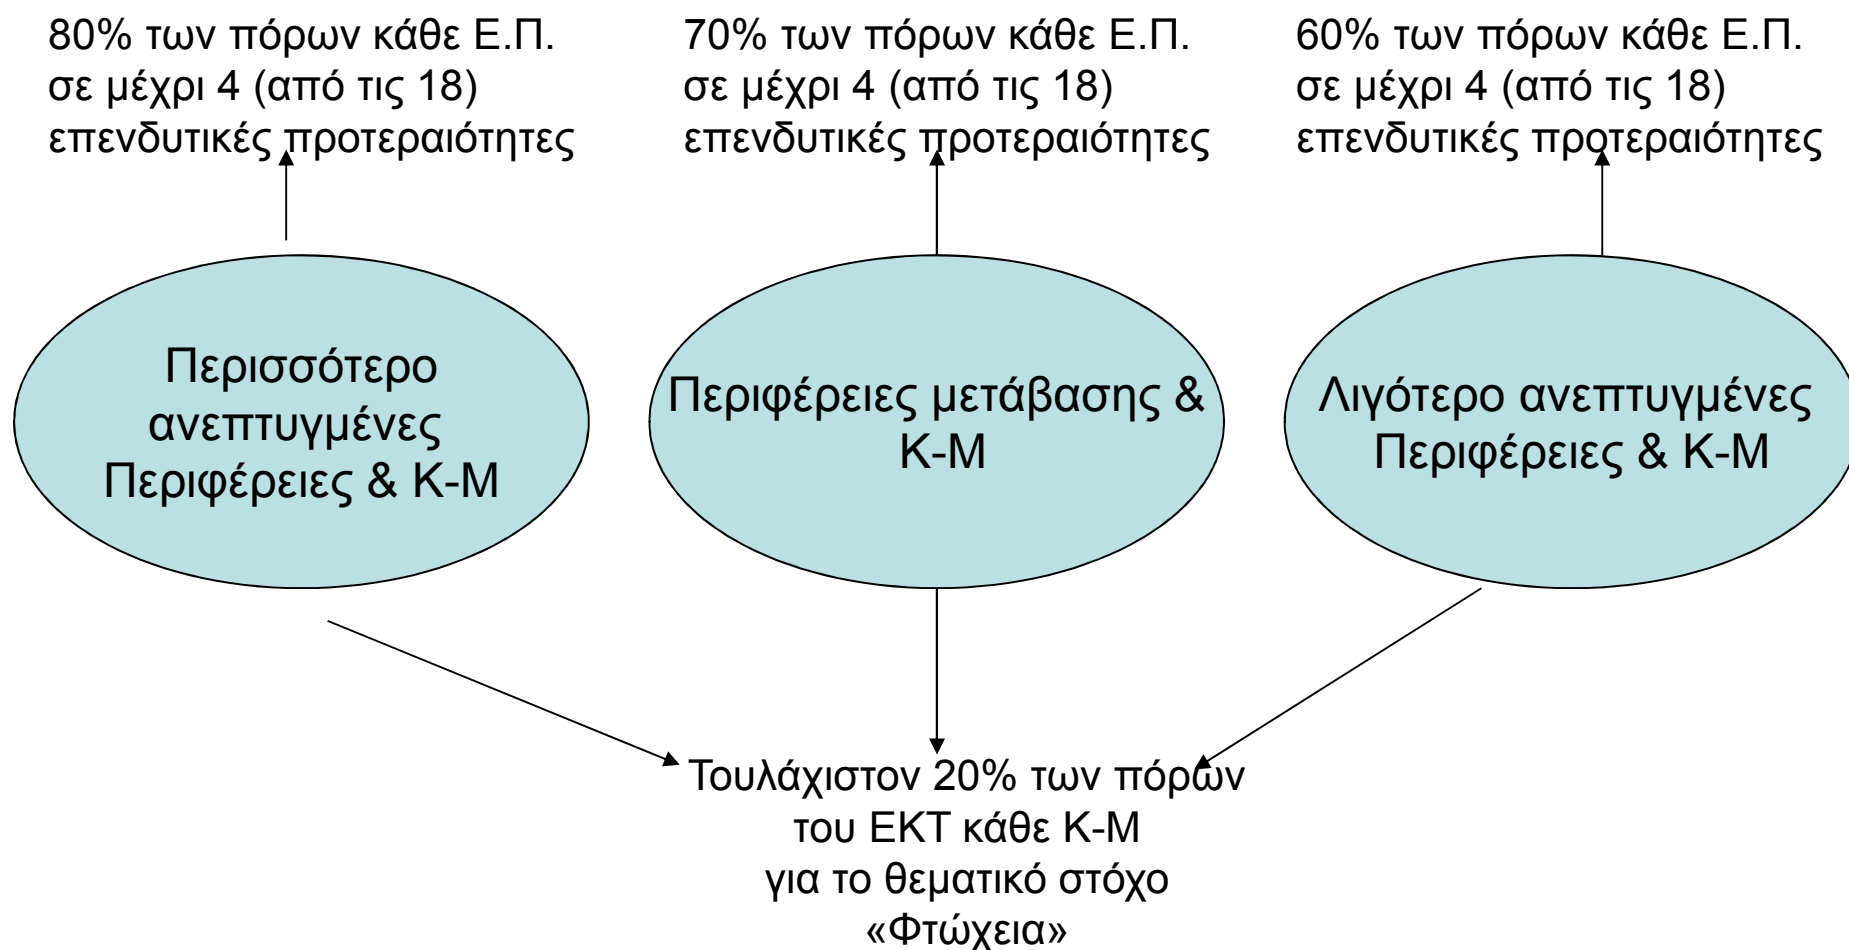 80% των πόρων κάθε Ε.Π.
σε μέχρι 4 (από τις 18)
επενδυτικές προτεραιότητες
70% των πόρων κάθε Ε.Π.
σε μέχρι 4 (από τις 18)
επενδυτικές προτεραιότητες
60% των πόρων κάθε Ε.Π.
σε μέχρι 4 (από τις 18)
επενδυτικές προτεραιότητες
Περισσότερο
ανεπτυγμένες
Περιφέρειες & Κ-Μ
Περιφέρειες μετάβασης &
Κ-Μ
Λιγότερο ανεπτυγμένες
Περιφέρειες & Κ-Μ
Τουλάχιστον 20% των πόρων
του ΕΚΤ κάθε Κ-Μ
για το θεματικό στόχο
«Φτώχεια»